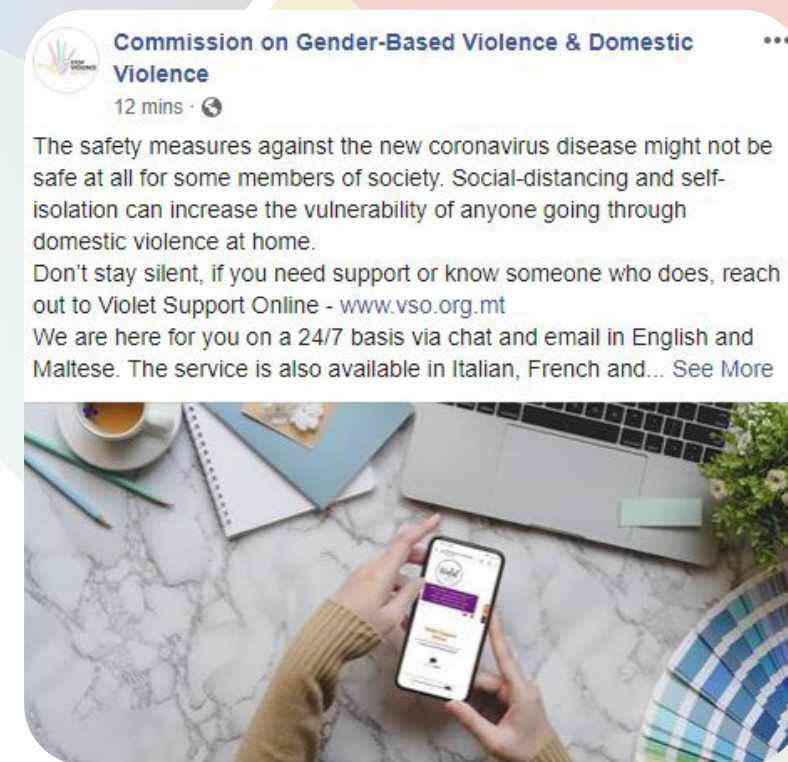 STOP
VIOLENCE
Commission on Gender-Based Violence & Domestic
Violence
12 mins ·
The safety measures against the new coronavirus disease might not be
safe at all for some members of society. Social-distancing and self-
isolation can increase the vulnerability of anyone going through
domestic violence at home.
Don't stay silent, if you need support or know someone who does, reach
out to Violet Support Online - www.vso.org.mt
We are here for you on a 24/7 basis via chat and email in English and
Maltese. The service is also available in Italian, French and... See More